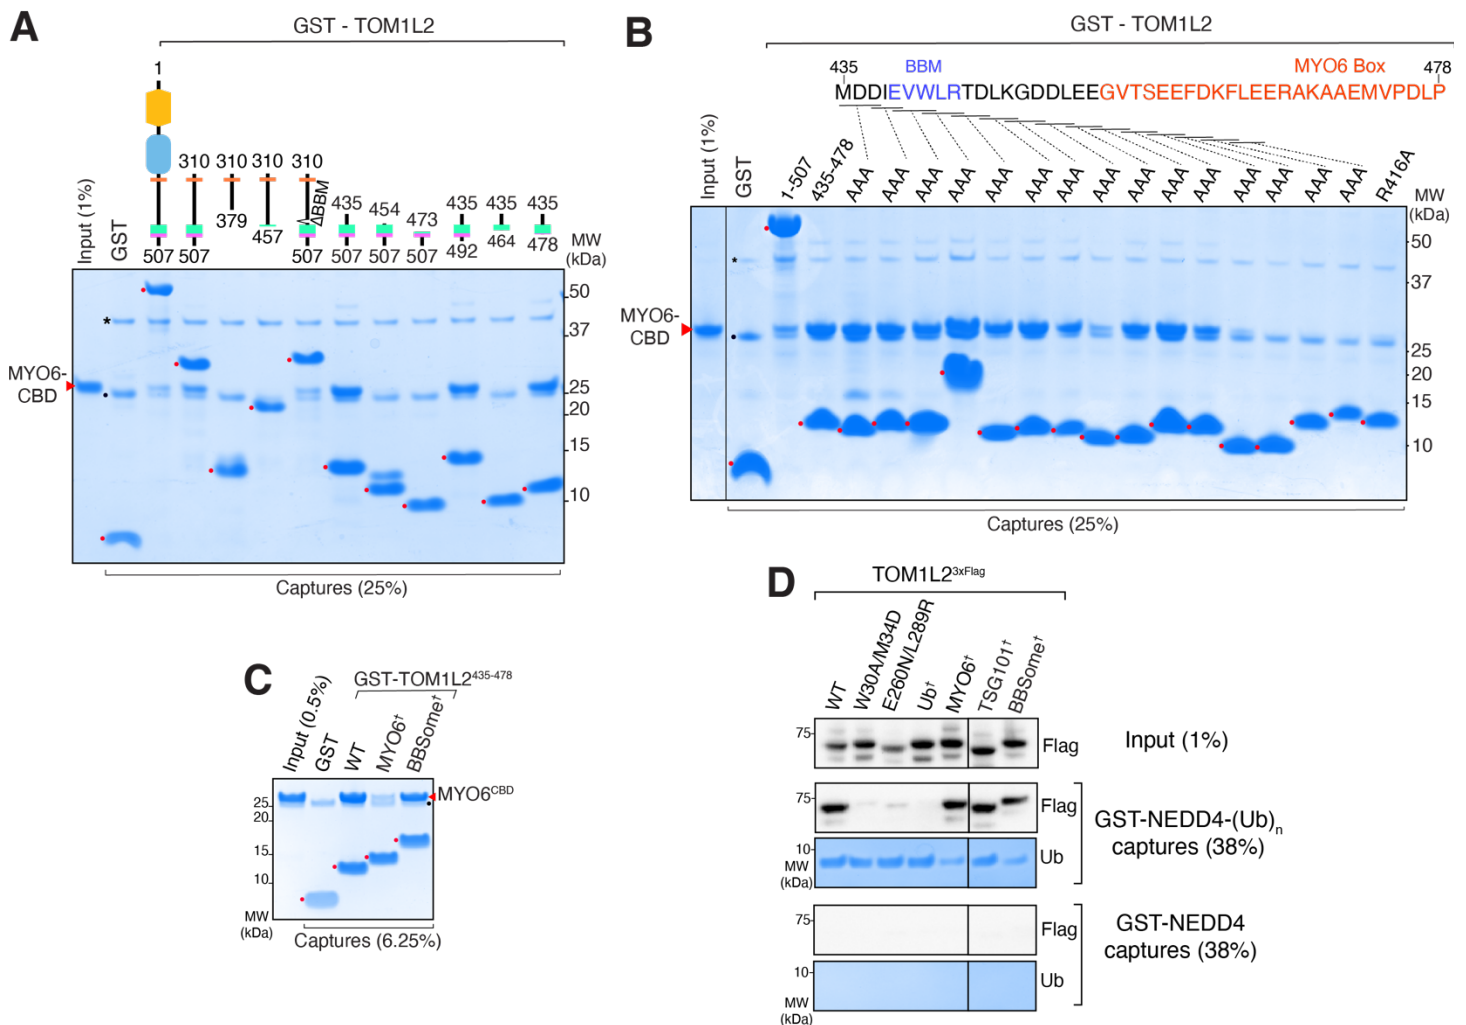 A
GST - TOM1L2
1
310 310 310 310
ΔBBM
379
457
435 454 473 435 435 435
507 507 507 507 507 507 492 464 478
Input (1%)
GST
MW
(kDa)
50
37
25
20
15
10
*
MYO6-
CBD
Captures (25%)
B
GST - TOM1L2
435 BBM MYO6 Box 478
MDDIEVWLRTDLKGDDLEEGVTSEEFDKFLEERAKAAEMVPDLP
Input (1%)
GST
1-507
435-478
AAA AAA AAA AAA AAA AAA AAA AAA AAA AAA AAA AAA AAA AAA
R416A
MW
(kDa)
50
37
25
20
15
10
*
MYO6-
CBD
Captures (25%)
C
GST-TOM1L2435-478
Input (0.5%)
GST
WT
MYO6†
BBSome†
MYO6CBD
25
20
15
10
MW
(kDa)
Captures (6.25%)
D
TOM1L23xFlag
WT
W30A/M34D
E260N/L289R
Ub†
MYO6†
TSG101†
BBSome†
75
Flag
Input (1%)
75
Flag
10
MW
(kDa)
Ub
GST-NEDD4-(Ub)n
captures (38%)
75
Flag
10
MW
(kDa)
Ub
GST-NEDD4
captures (38%)